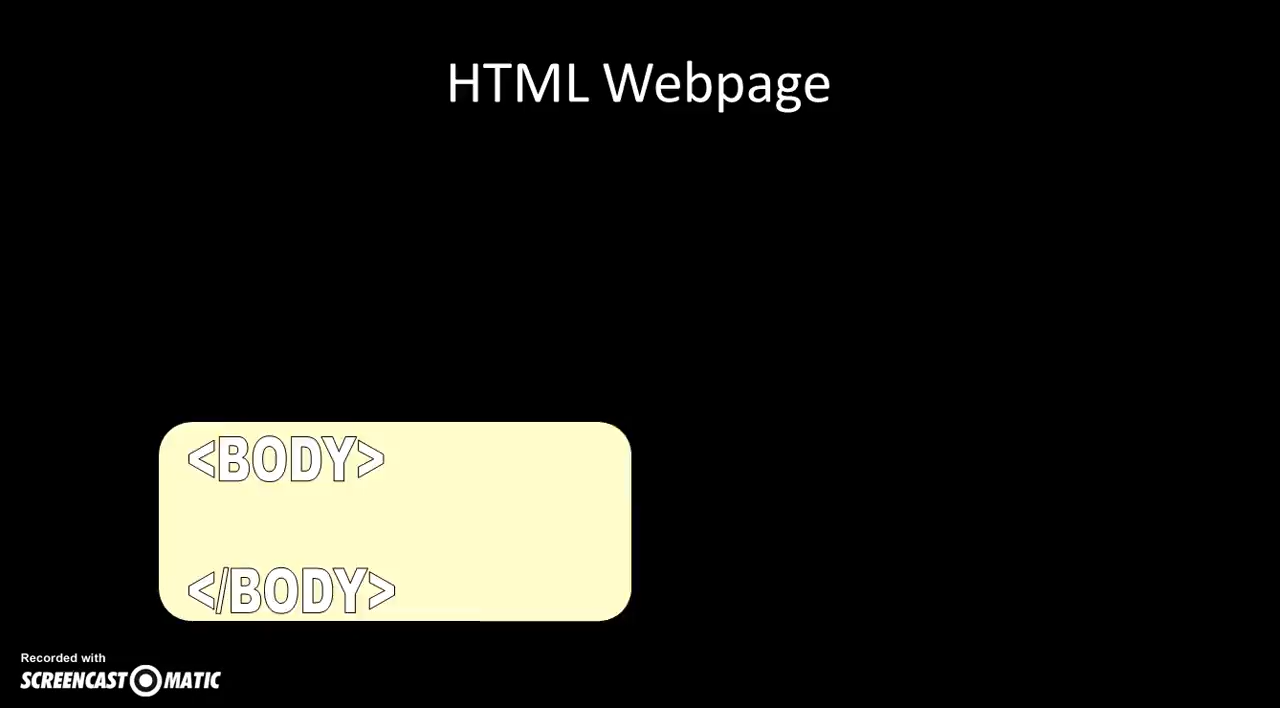 HTML Webpage
<BODY>
</BODY>
Recorded with
SCREENCAST MATIC